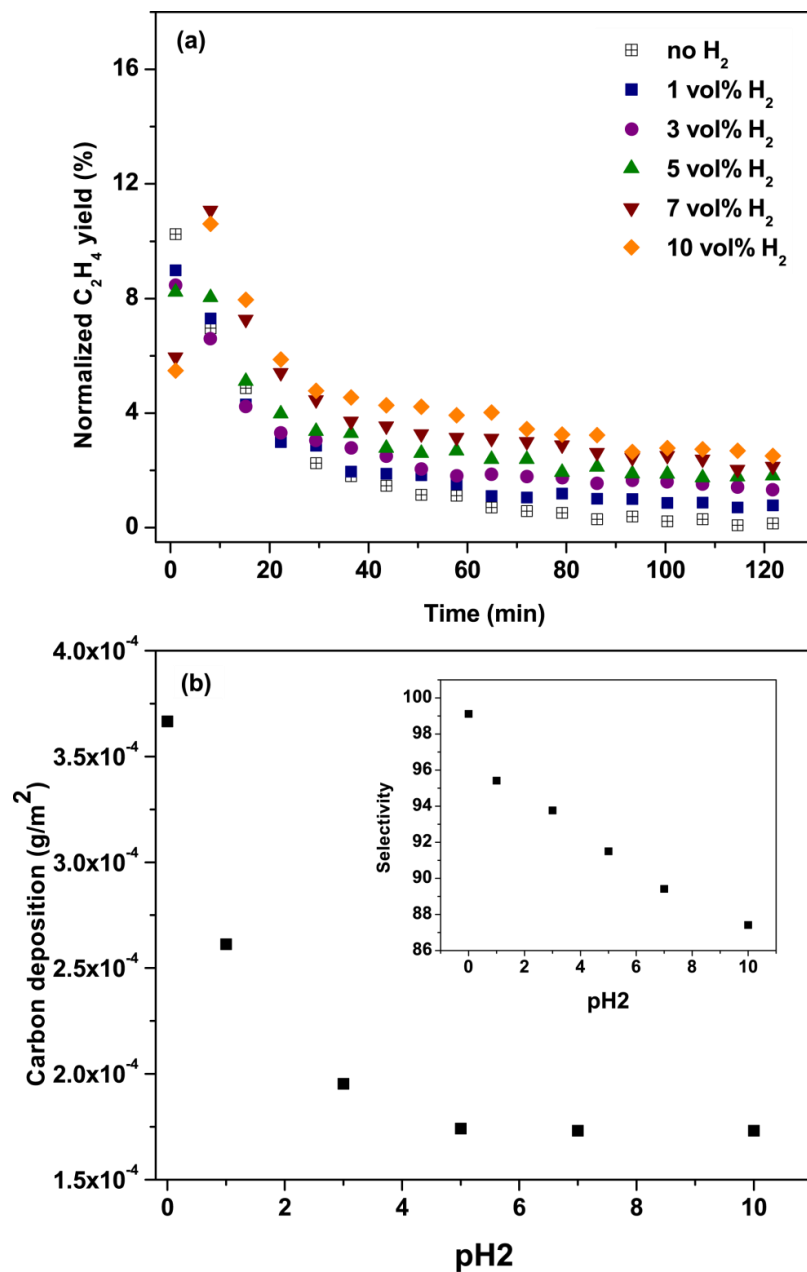 (a)
no H₂
1 vol% H₂
3 vol% H₂
5 vol% H₂
7 vol% H₂
10 vol% H₂
16
12
8
4
0
Normalized C₂H₄ yield (%)
0 20 40 60 80 100 120
Time (min)
(b)
4.0x10⁻⁴
3.5x10⁻⁴
3.0x10⁻⁴
2.5x10⁻⁴
2.0x10⁻⁴
1.5x10⁻⁴
Carbon deposition (g/m²)
100
98
96
94
92
90
88
86
Selectivity
0 2 4 6 8 10
pH2
0 2 4 6 8 10
pH2